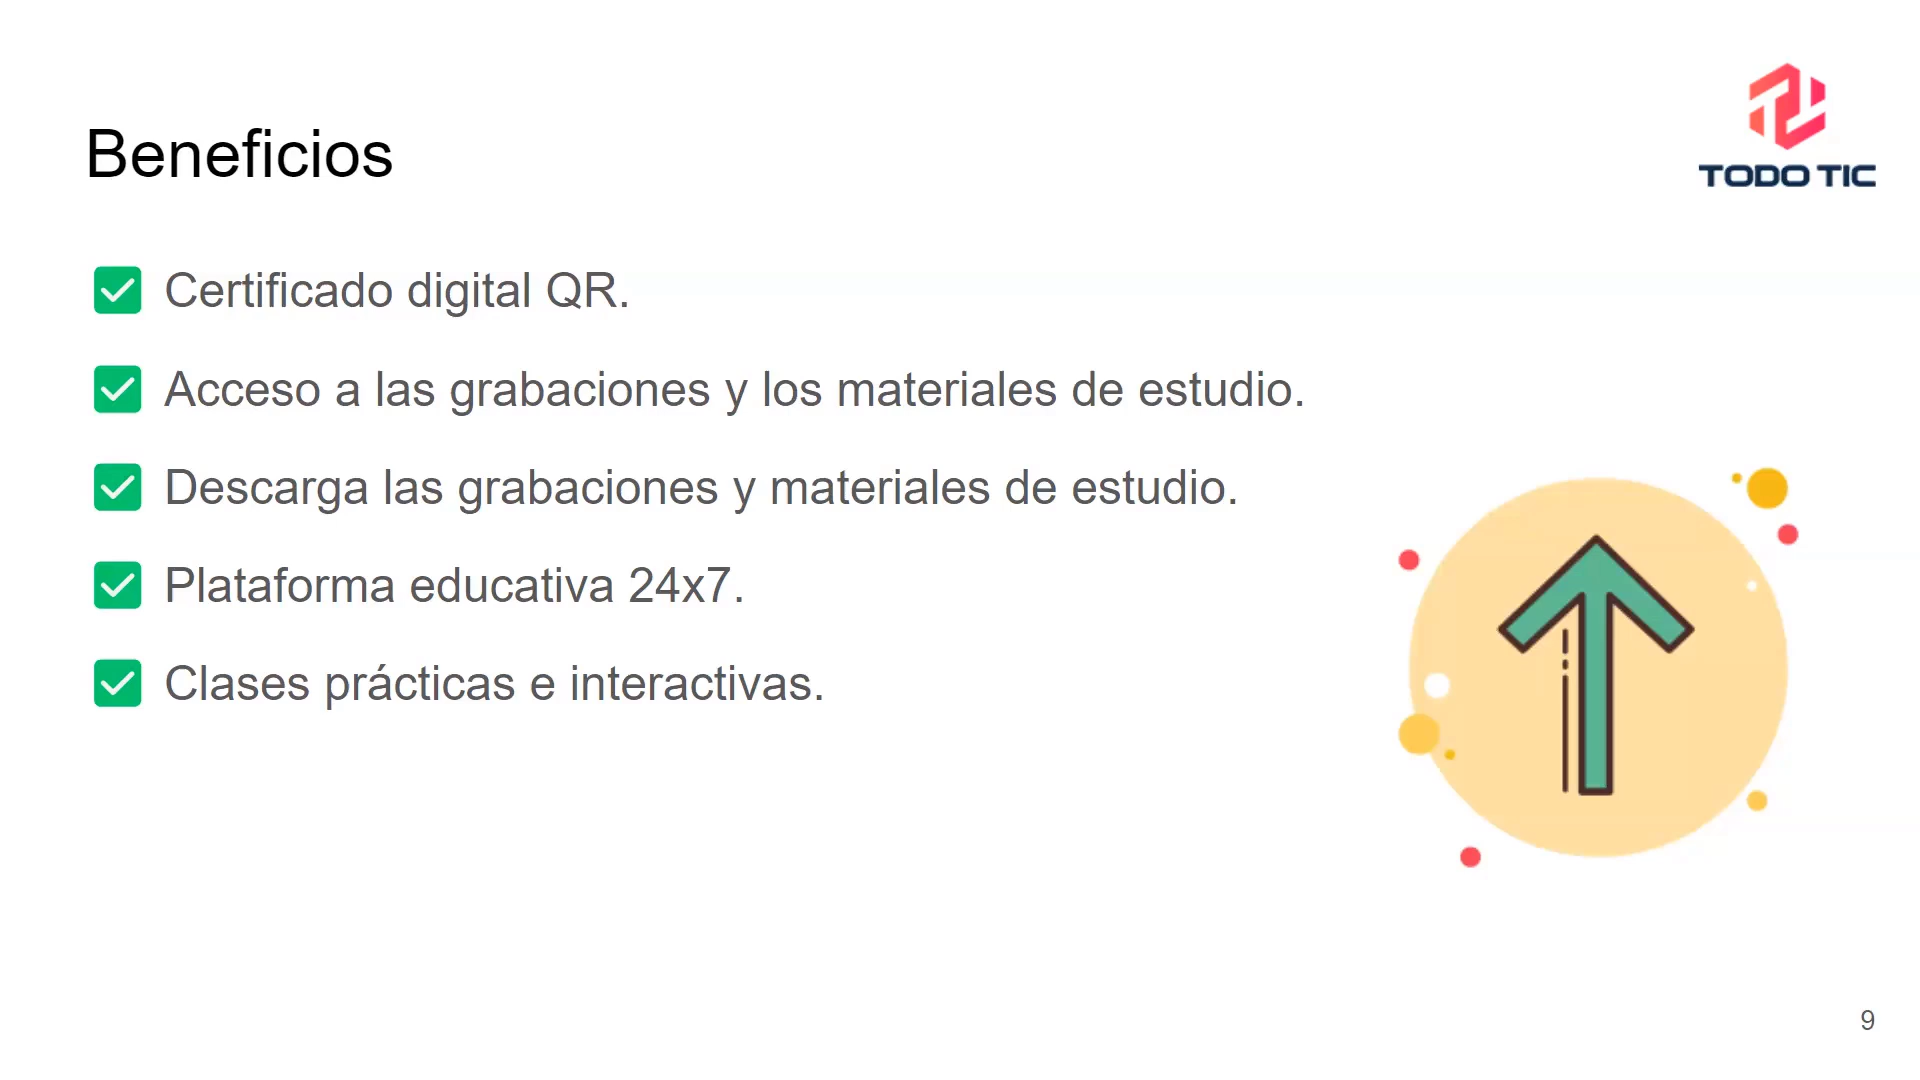 TODO TIC
Beneficios
Certificado digital QR.
Acceso a las grabaciones y los materiales de estudio.
Descarga las grabaciones y materiales de estudio.
Plataforma educativa 24x7.
Clases prácticas e interactivas.
9